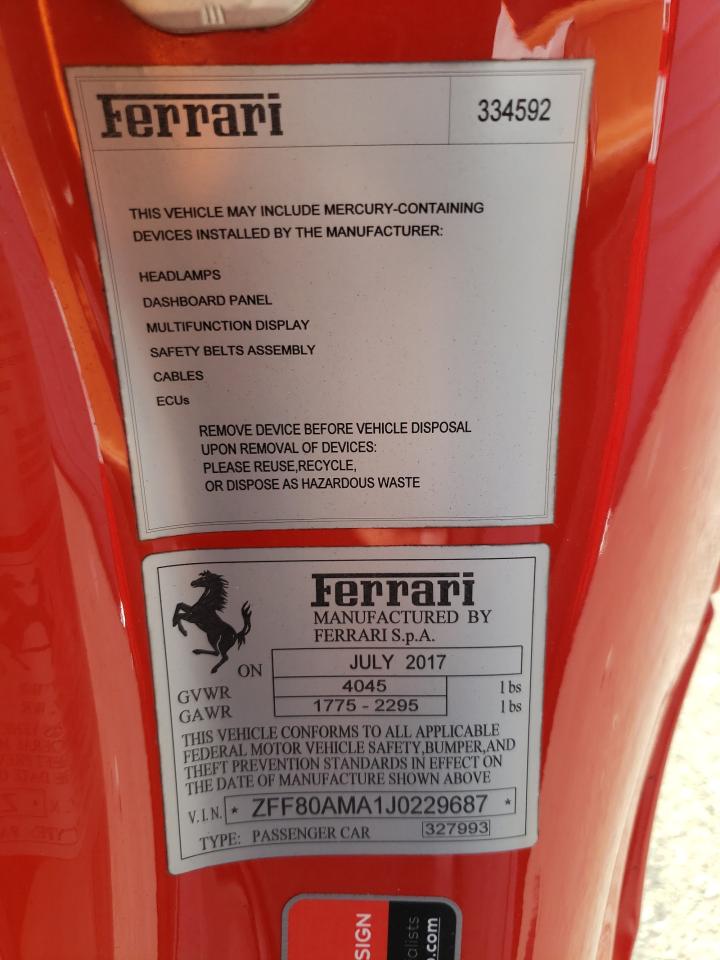 Ferrari 334592
THIS VEHICLE MAY INCLUDE MERCURY-CONTAINING
DEVICES INSTALLED BY THE MANUFACTURER:
HEADLAMPS
DASHBOARD PANEL
MULTIFUNCTION DISPLAY
SAFETY BELTS ASSEMBLY
CABLES
ECUs
REMOVE DEVICE BEFORE VEHICLE DISPOSAL
UPON REMOVAL OF DEVICES:
PLEASE REUSE,RECYCLE,
OR DISPOSE AS HAZARDOUS WASTE
Ferrari
MANUFACTURED BY
FERRARI S.p.A.
ON JULY 2017
GVWR 4045 lbs
GAWR 1775 - 2295 lbs
THIS VEHICLE CONFORMS TO ALL APPLICABLE
FEDERAL MOTOR VEHICLE SAFETY,BUMPER,AND
THEFT PREVENTION STANDARDS IN EFFECT ON
THE DATE OF MANUFACTURE SHOWN ABOVE
V.I.N. * ZFF80AMA1J0229687 *
TYPE: PASSENGER CAR 327993